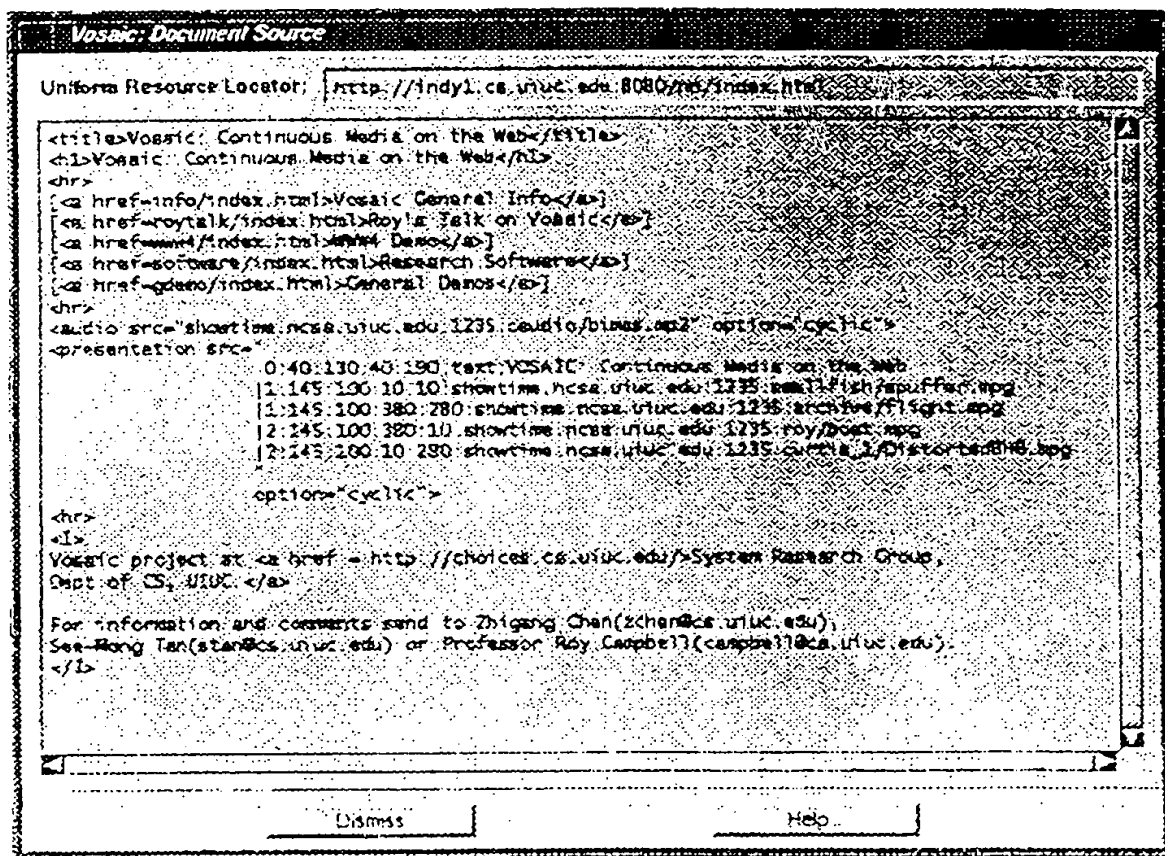 Vosaic: Document Source
Uniform Resource Locator: http://indy1.cs.uiuc.edu:8080/mm/index.html
<title>Vosaic: Continuous Media on the Web</title>
<h1>Vosaic: Continuous Media on the Web</h1>
<hr>
[<a href=info/index.html>Vosaic General Info</a>]
[<a href=roytalk/index.html>Roy's Talk on Vosaic</a>]
[<a href=www4/index.html>WWW4 Demo</a>]
[<a href=software/index.html>Research Software</a>]
[<a href=gdemo/index.html>General Demos</a>]
<hr>
<audio src="showtime.ncsa.uiuc.edu:1235:caudio/bimas.mp2" option="cyclic">
<presentation src="
0:40:130:40:190:text:VOSAIC: Continuous Media on the Web
|1:145:100:10:10:showtime.ncsa.uiuc.edu:1235:smallfish/spuffer.mpg
|1:145:100:380:280:showtime.ncsa.uiuc.edu:1235:archive/flight.mpg
|2:145:100:380:10:showtime.ncsa.uiuc.edu:1235:roy/boat.mpg
|2:145:100:10:280:showtime.ncsa.uiuc.edu:1235:curtis_1/.mpg
"
option="cyclic">
<hr>
<i>
Vosaic project at <a href = http://choices.cs.uiuc.edu/>System Research Group,
Dept of CS, UIUC.</a>
For information and comments send to Zhigang Chen(zchen@cs.uiuc.edu),
See-Mong Tan(stan@cs.uiuc.edu) or Professor Roy Campbell(campbell@cs.uiuc.edu).
</i>
Dismiss
Help...